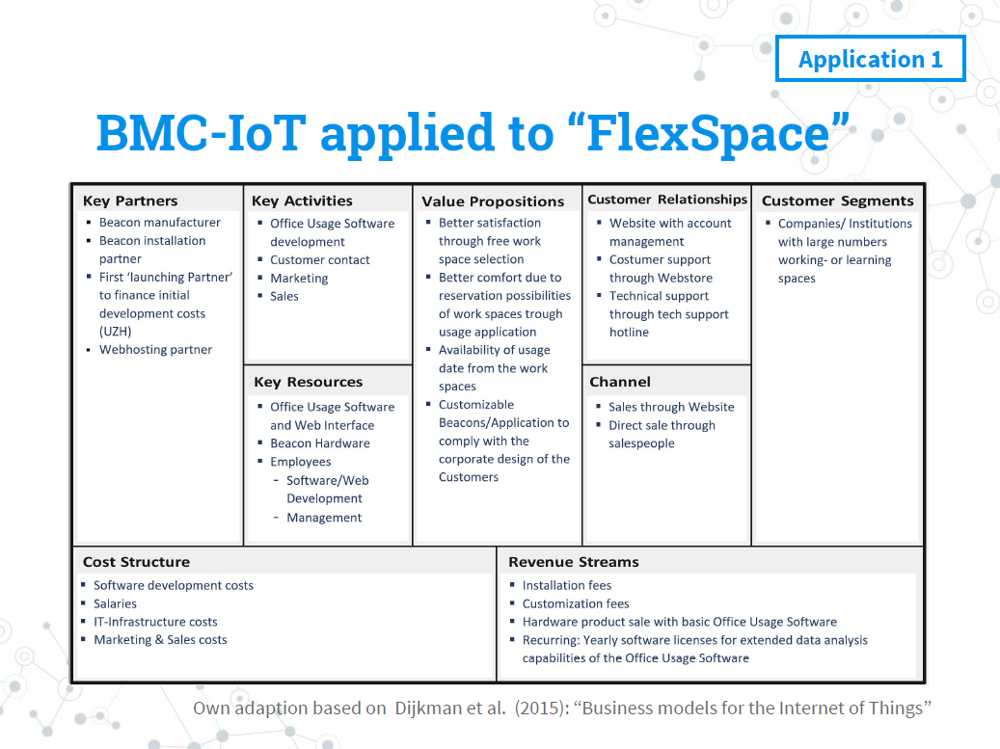 Application 1
BMC-IoT applied to “FlexSpace”
Key Partners
▪ Beacon manufacturer
▪ Beacon installation
partner
▪ First ‘launching Partner’
to finance initial
development costs
(UZH)
▪ Webhosting partner
Key Activities
▪ Office Usage Software
development
▪ Customer contact
▪ Marketing
▪ Sales
Key Resources
▪ Office Usage Software
and Web Interface
▪ Beacon Hardware
▪ Employees
− Software/Web
Development
− Management
Value Propositions
▪ Better satisfaction
through free work
space selection
▪ Better comfort due to
reservation possibilities
of work spaces trough
usage application
▪ Availability of usage
date from the work
spaces
▪ Customizable
Beacons/Application to
comply with the
corporate design of the
Customers
Customer Relationships
▪ Website with account
management
▪ Costumer support
through Webstore
▪ Technical support
through tech support
hotline
Channel
▪ Sales through Website
▪ Direct sale through
salespeople
Customer Segments
▪ Companies/ Institutions
with large numbers
working- or learning
spaces
Cost Structure
▪ Software development costs
▪ Salaries
▪ IT-Infrastructure costs
▪ Marketing & Sales costs
Revenue Streams
▪ Installation fees
▪ Customization fees
▪ Hardware product sale with basic Office Usage Software
▪ Recurring: Yearly software licenses for extended data analysis
capabilities of the Office Usage Software
Own adaption based on Dijkman et al. (2015): “Business models for the Internet of Things”